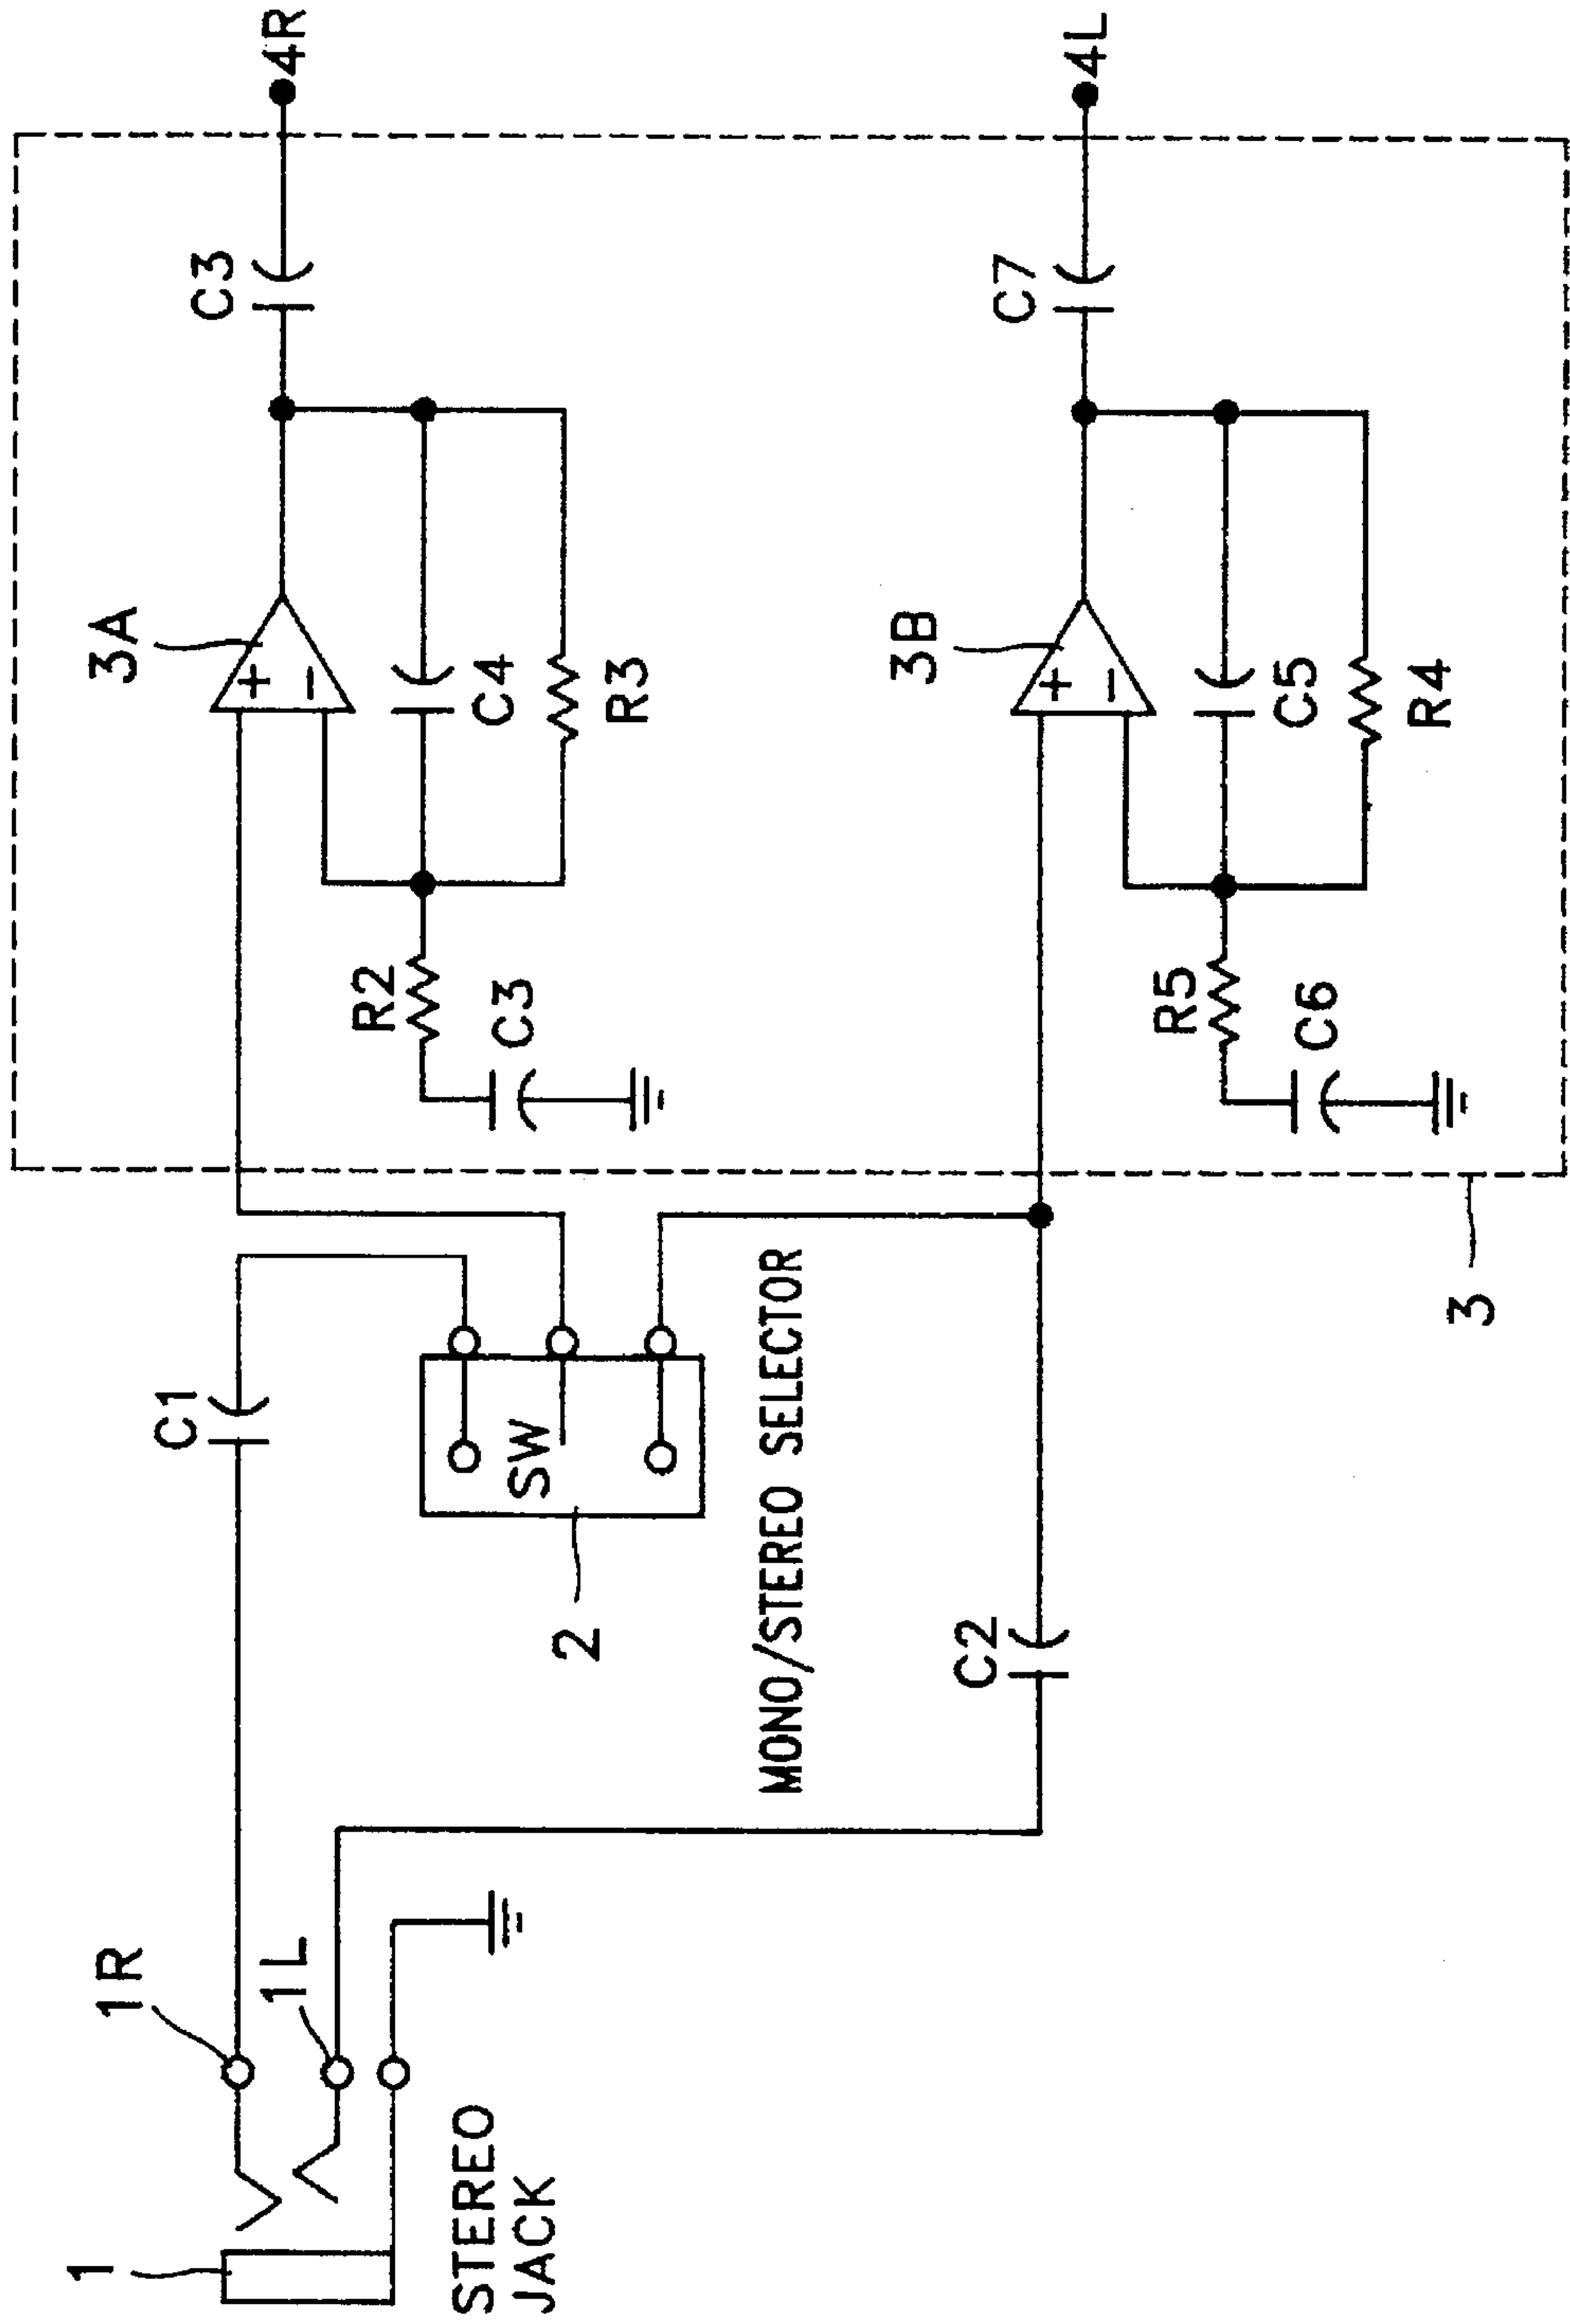 1
1R
1L
STEREO
JACK
C1
SW
2
MONO/STEREO SELECTOR
C2
3
3A
+
−
R2
C3
C4
R3
C3
4R
3B
+
−
R5
C6
C5
R4
C7
4L